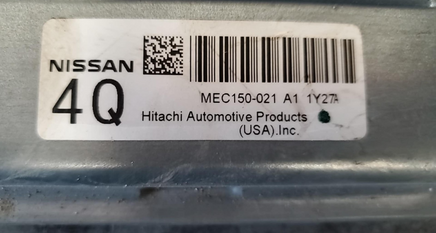 NISSAN
4Q
MEC150-021 A1 1Y27A
Hitachi Automotive Products
(USA).Inc.